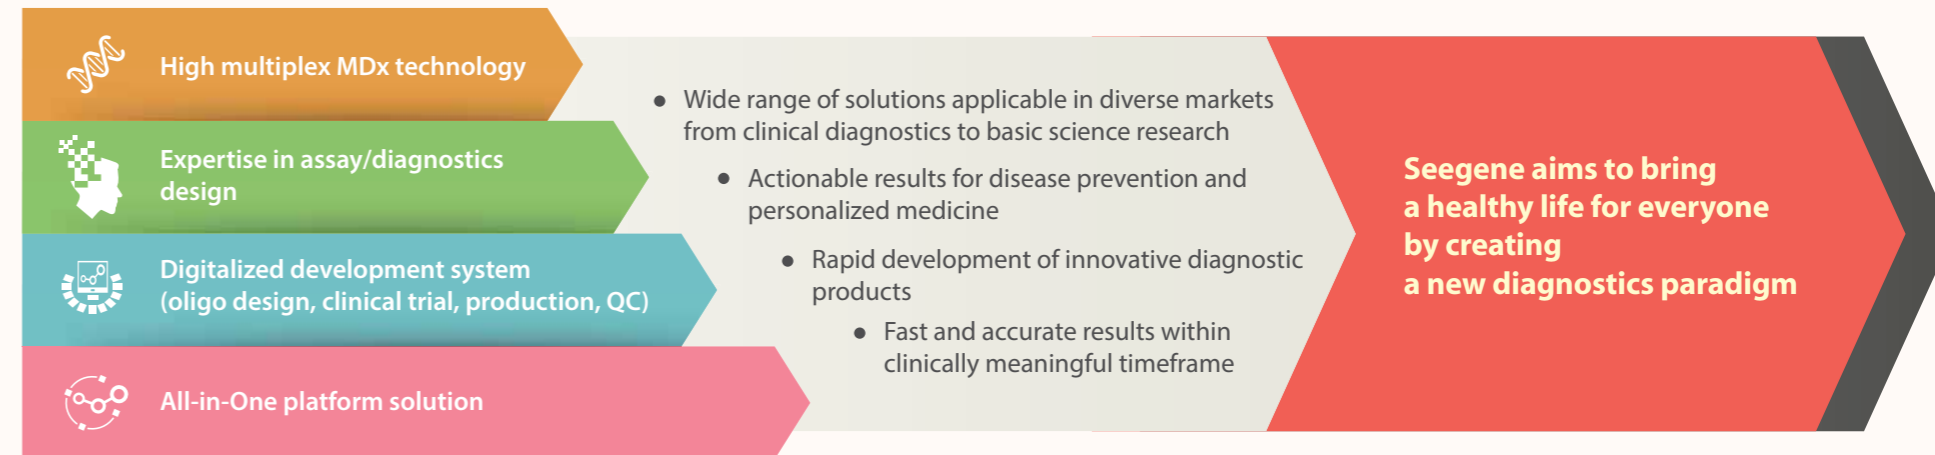 High multiplex MDx technology
Expertise in assay/diagnostics
design
Digitalized development system
(oligo design, clinical trial, production, QC)
All-in-One platform solution
● Wide range of solutions applicable in diverse markets
from clinical diagnostics to basic science research
● Actionable results for disease prevention and
personalized medicine
● Rapid development of innovative diagnostic
products
● Fast and accurate results within
clinically meaningful timeframe
Seegene aims to bring
a healthy life for everyone
by creating
a new diagnostics paradigm